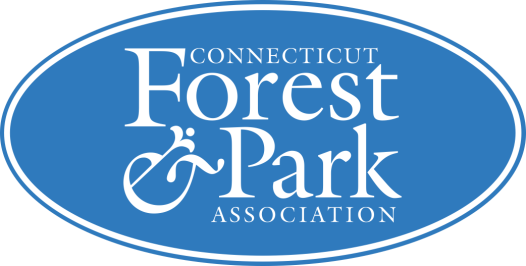 CONNECTICUT
Forest
& Park
ASSOCIATION